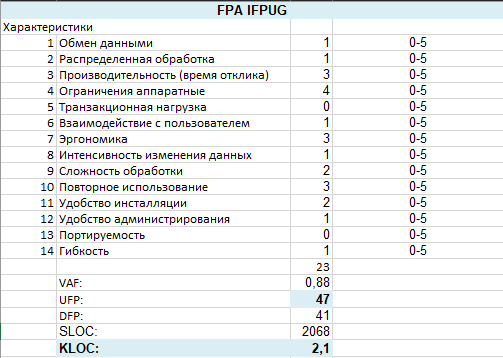 FPA IFPUG
Характеристики
1 Обмен данными 1 0-5
2 Распределенная обработка 1 0-5
3 Производительность (время отклика) 3 0-5
4 Ограничения аппаратные 4 0-5
5 Транзакционная нагрузка 0 0-5
6 Взаимодействие с пользователем 1 0-5
7 Эргономика 3 0-5
8 Интенсивность изменения данных 1 0-5
9 Сложность обработки 2 0-5
10 Повторное использование 3 0-5
11 Удобство инсталляции 2 0-5
12 Удобство администрирования 1 0-5
13 Портируемость 0 0-5
14 Гибкость 1 0-5
23
VAF: 0,88
UFP: 47
DFP: 41
SLOC: 2068
KLOC: 2,1